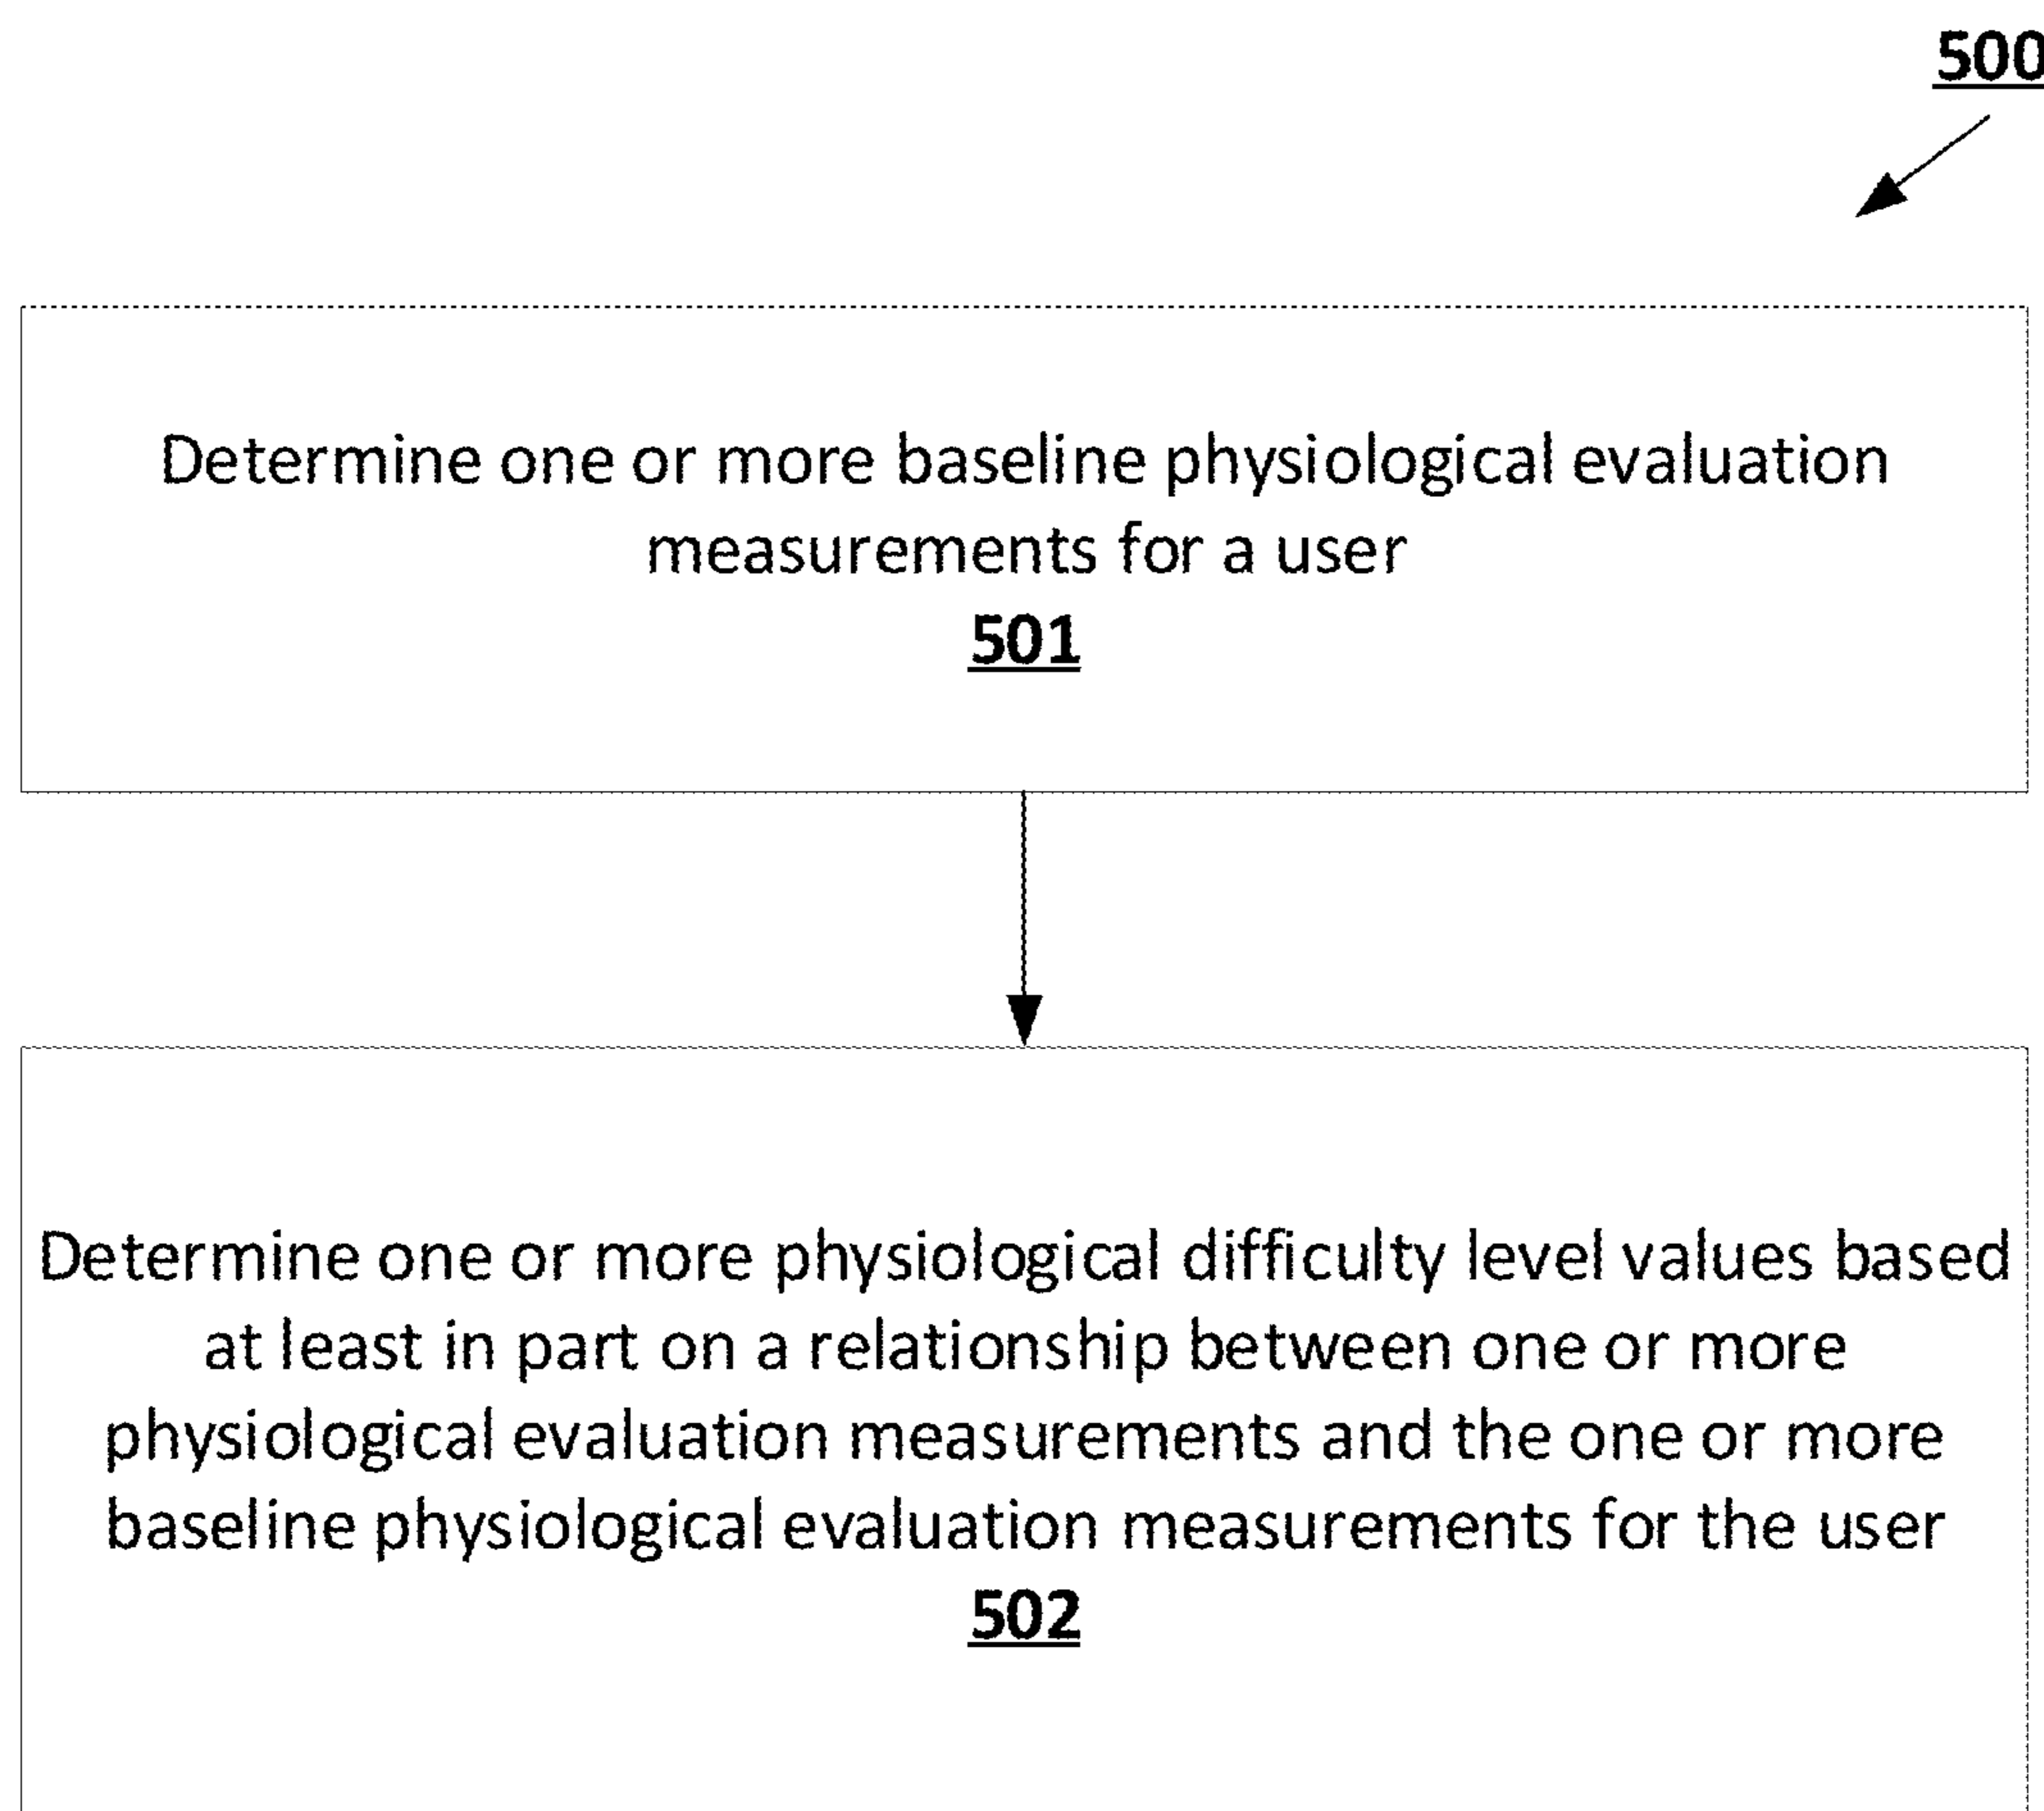 500
Determine one or more baseline physiological evaluation
measurements for a user
501
Determine one or more physiological difficulty level values based
at least in part on a relationship between one or more
physiological evaluation measurements and the one or more
baseline physiological evaluation measurements for the user
502